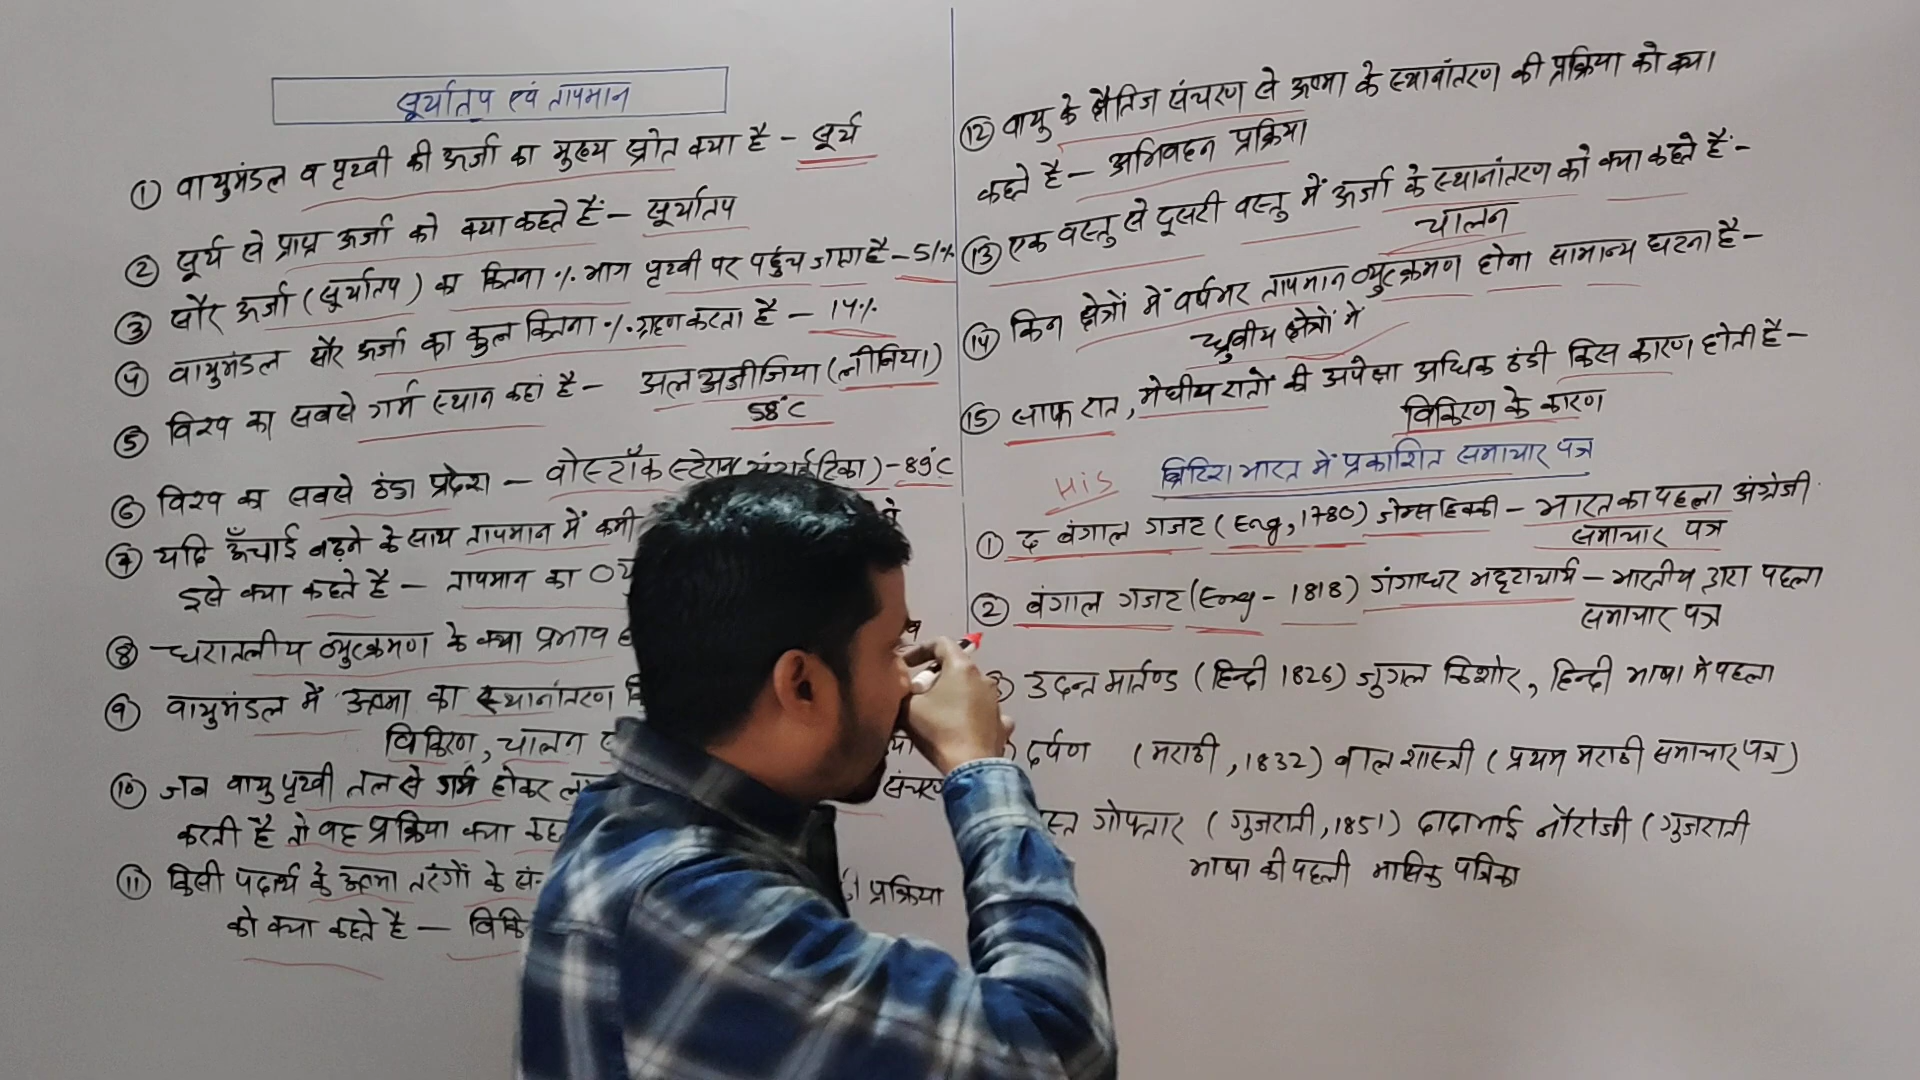 सूर्यातप एवं तापमान
① वायुमंडल व पृथ्वी की ऊर्जा का मुख्य स्रोत क्या है – सूर्य
② सूर्य से प्राप्त ऊर्जा को क्या कहते हैं – सूर्यातप
③ सौर ऊर्जा (सूर्यातप) का कितना % भाग पृथ्वी पर पहुंच जाता है – 51%
④ वायुमंडल सौर ऊर्जा का कुल कितना % ग्रहण करता है – 14%
⑤ विश्व का सबसे गर्म स्थान कहां है – अल अजीजिया (लीबिया)
58°C
⑥ विश्व का सबसे ठंडा प्रदेश – वोस्टॉक स्टेशन -89°C
⑦ यदि ऊँचाई बढ़ने के साथ तापमान में कमी
इसे क्या कहते है – तापमान का
⑧ धरातलीय व्युत्क्रमण के क्या प्रभाव
⑨ वायुमंडल में ऊष्मा का स्थानांतरण
विकिरण, चालन
⑩ जब वायु पृथ्वी तल से गर्म होकर
करती है तो वह प्रक्रिया क्या
⑪ किसी पदार्थ के ऊष्मा तरंगों के प्रक्रिया
को क्या कहते है –
⑫ वायु के क्षैतिज संचरण से ऊष्मा के स्थानांतरण की प्रक्रिया को क्या
कहते है – अभिवहन प्रक्रिया
⑬ एक वस्तु से दूसरी वस्तु में ऊर्जा के स्थानांतरण को क्या कहते हैं -
चालन
⑭ किन क्षेत्रों में वर्षभर तापमान व्युत्क्रमण होना सामान्य घटना है –
ध्रुवीय क्षेत्रों में
⑮ साफ रात, मेघीय रातों की अपेक्षा अधिक ठंडी किस कारण होती है –
विकिरण के कारण
His ब्रिटिश भारत में प्रकाशित समाचार पत्र
① द बंगाल गजट (Eng, 1780) जेम्स हिक्की – भारत का पहला अंग्रेजी
समाचार पत्र
② बंगाल गजट (Eng - 1818) गंगाधर भट्टाचार्य – भारतीय द्वारा पहला
समाचार पत्र
उदन्त मार्तण्ड (हिन्दी 1826) जुगल किशोर, हिन्दी भाषा मे पहला
दर्पण (मराठी, 1832) बाल शास्त्री (प्रथम मराठी समाचार पत्र)
गोफ्तार (गुजराती, 1851) दादाभाई नौरोजी (गुजराती
भाषा की पहली मासिक पत्रिका